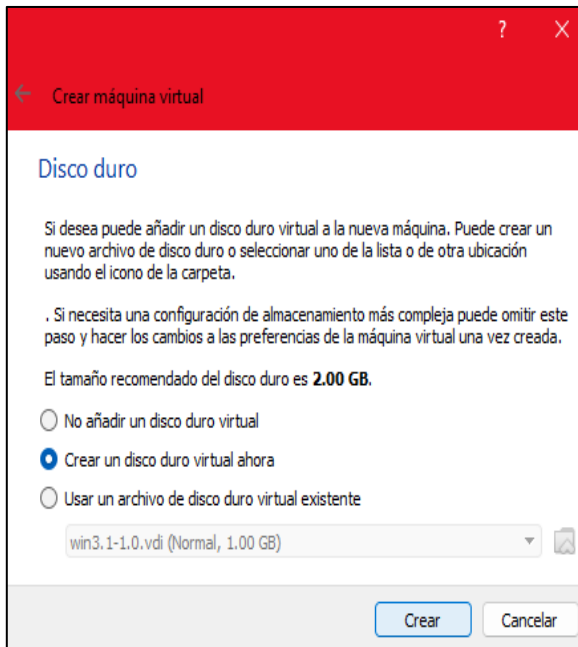 ?
Crear máquina virtual
Disco duro
Si desea puede añadir un disco duro virtual a la nueva máquina. Puede crear un
nuevo archivo de disco duro o seleccionar uno de la lista o de otra ubicación
usando el icono de la carpeta.
. Si necesita una configuración de almacenamiento más compleja puede omitir este
paso y hacer los cambios a las preferencias de la máquina virtual una vez creada.
El tamaño recomendado del disco duro es 2.00 GB.
No añadir un disco duro virtual
Crear un disco duro virtual ahora
Usar un archivo de disco duro virtual existente
win3.1-1.0.vdi (Normal, 1.00 GB)
Crear Cancelar